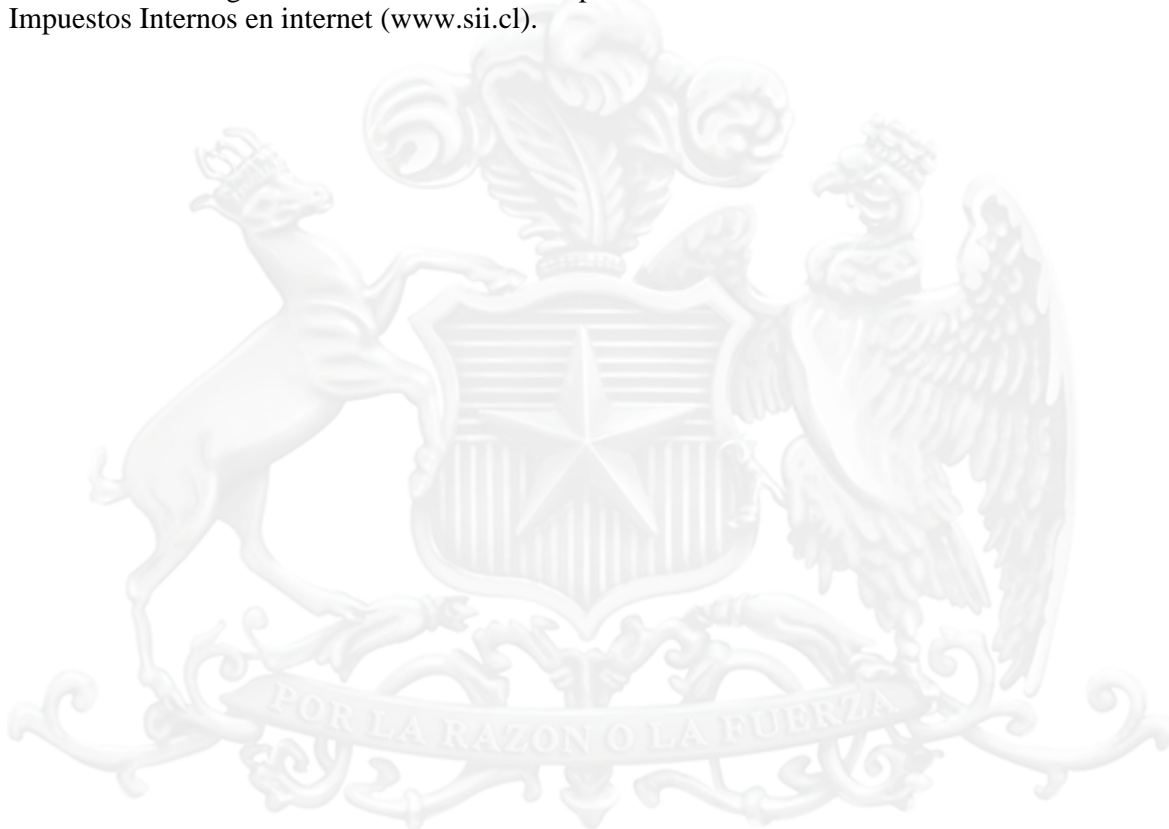 Impuestos Internos en internet (www.sii.cl).
POR LA RAZON O LA FUERZA